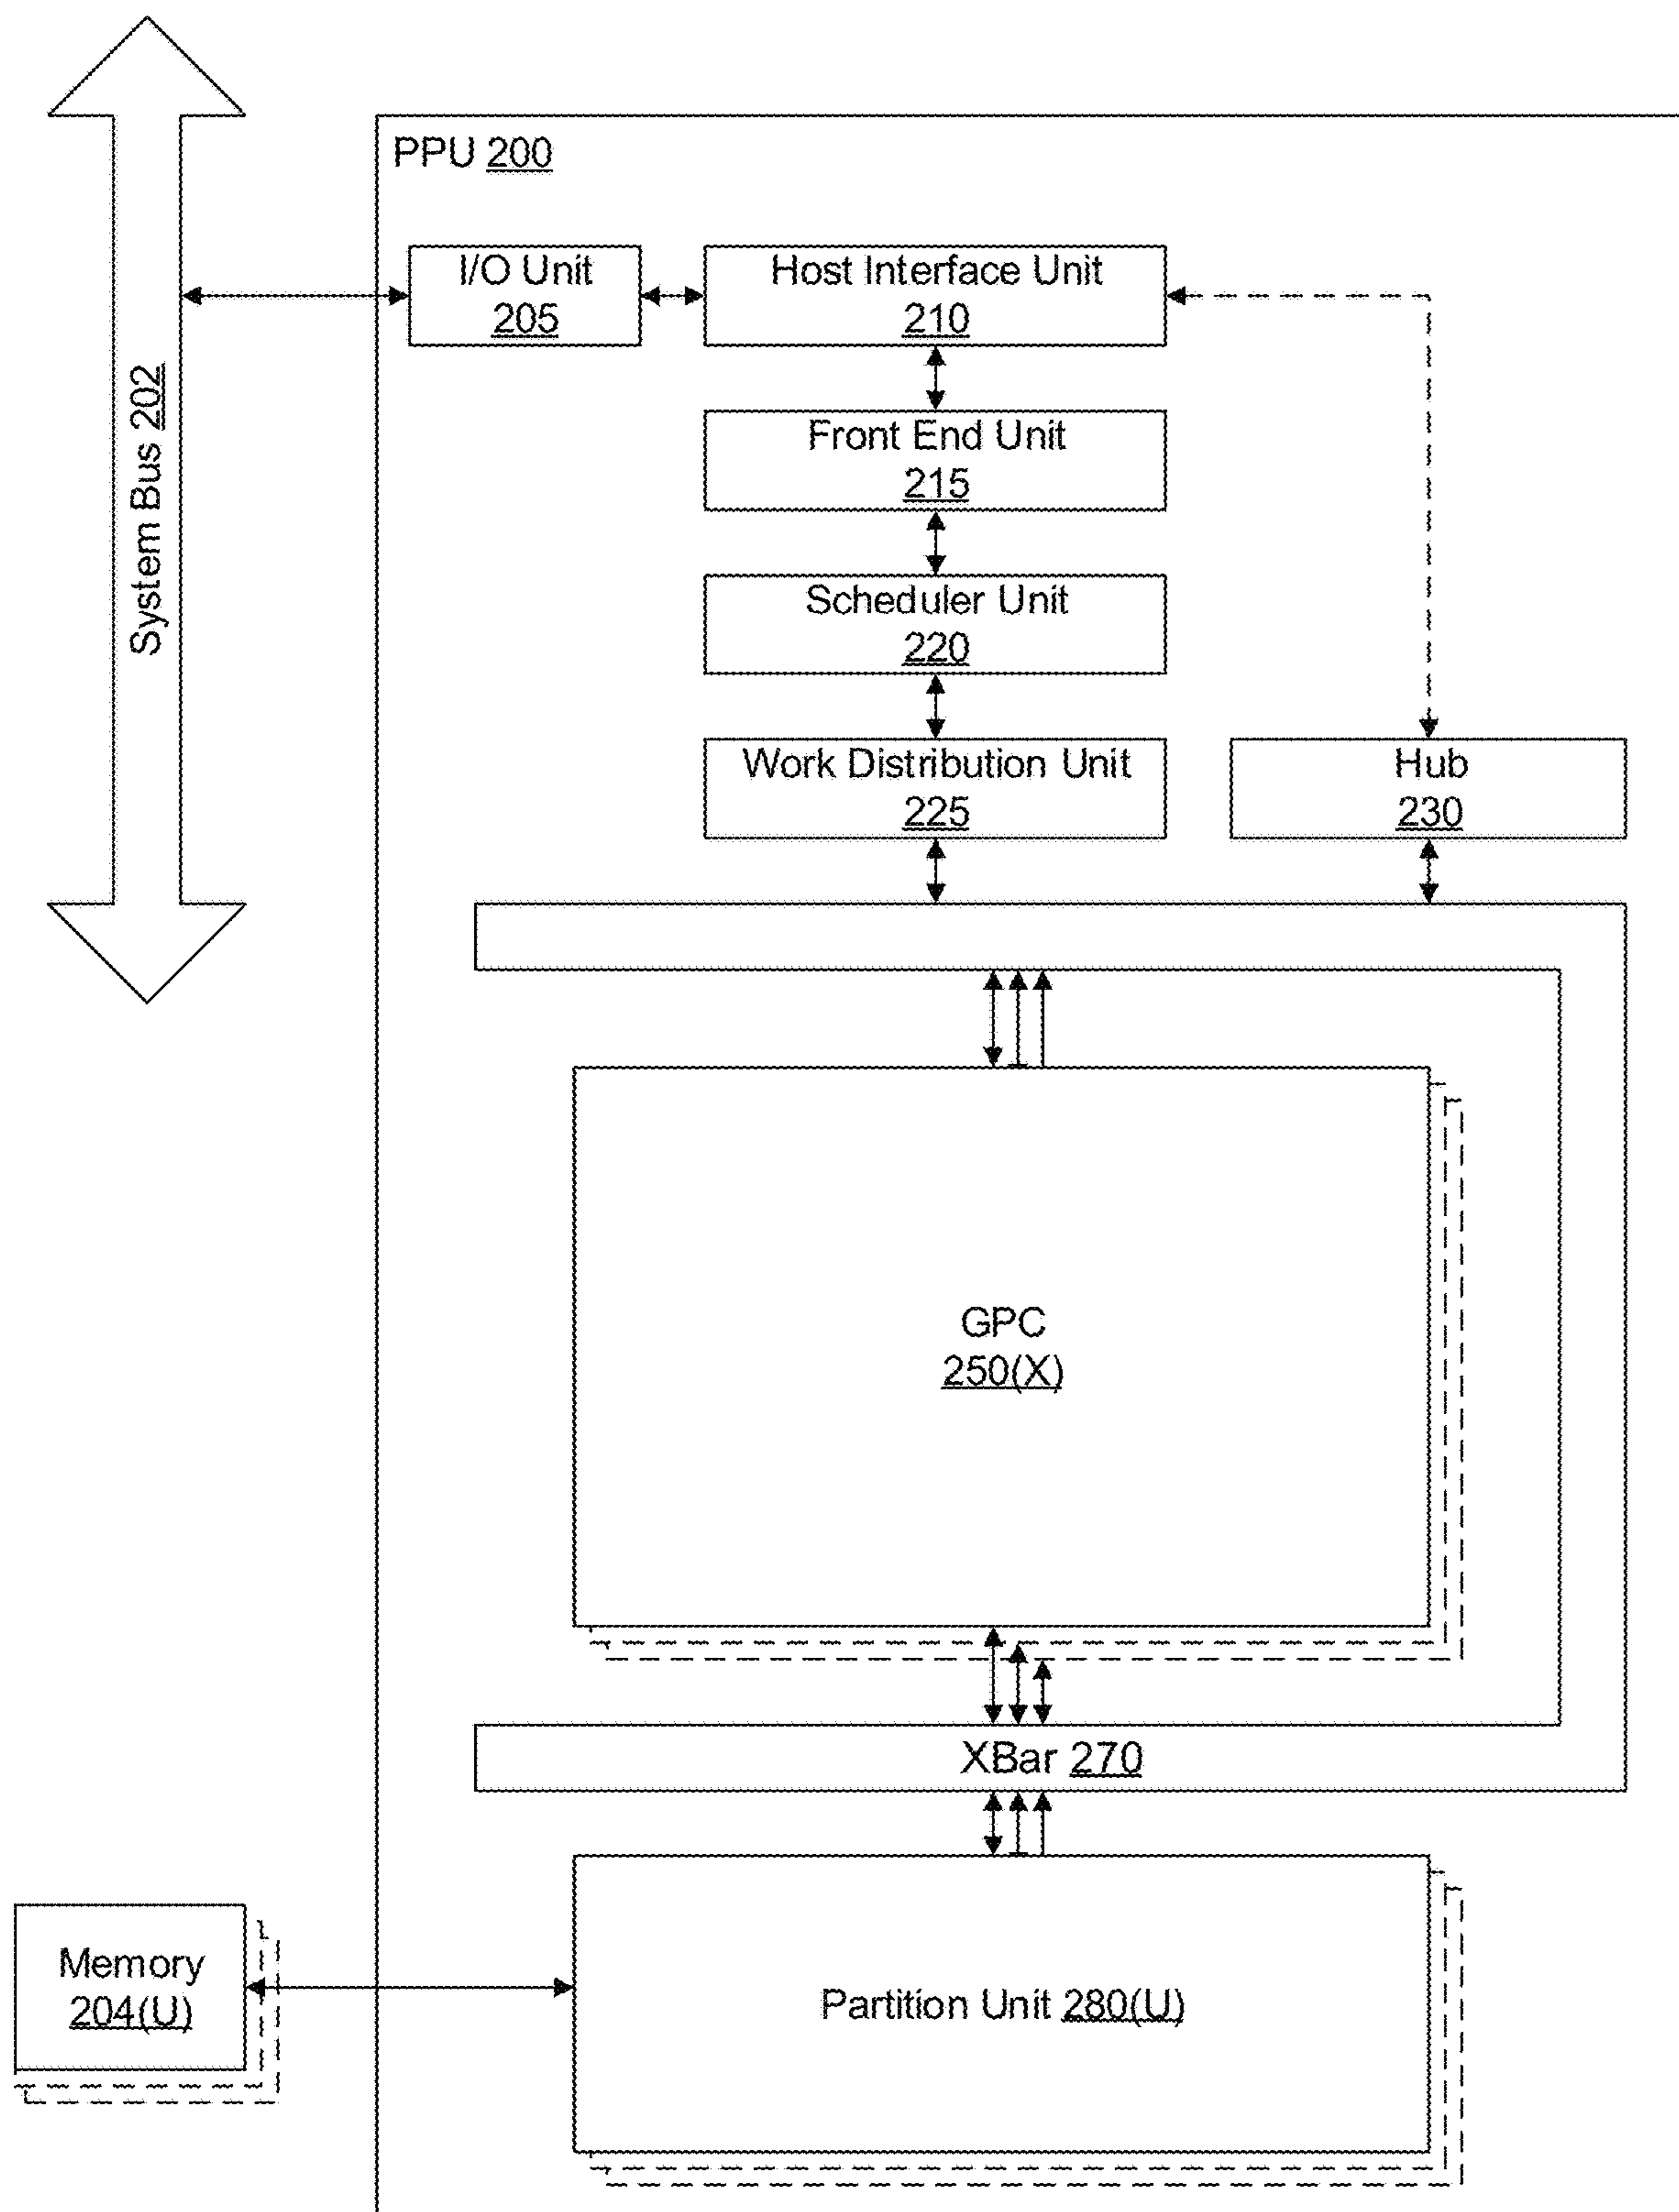 PPU 200
I/O Unit
205
Host Interface Unit
210
System Bus 202
Front End Unit
215
Scheduler Unit
220
Work Distribution Unit
225
Hub
230
GPC
250(X)
XBar 270
Memory
204(U)
Partition Unit 280(U)